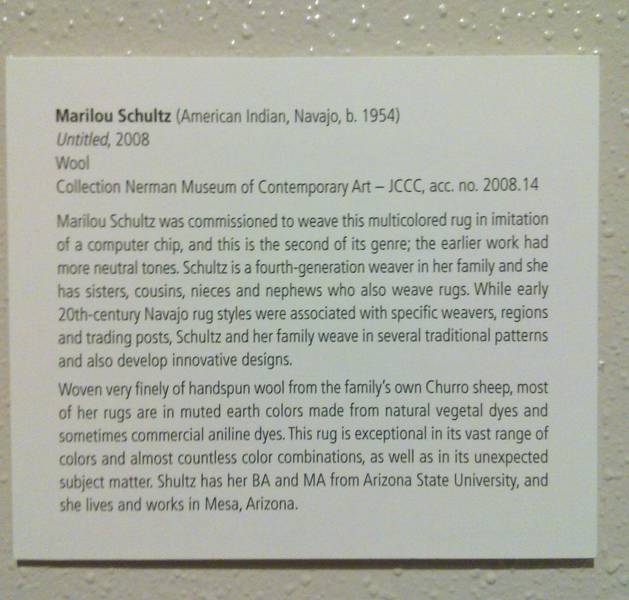 Marilou Schultz (American Indian, Navajo, b. 1954)
Untitled, 2008
Wool
Collection Nerman Museum of Contemporary Art – JCCC, acc. no. 2008.14
Marilou Schultz was commissioned to weave this multicolored rug in imitation
of a computer chip, and this is the second of its genre; the earlier work had
more neutral tones. Schultz is a fourth-generation weaver in her family and she
has sisters, cousins, nieces and nephews who also weave rugs. While early
20th-century Navajo rug styles were associated with specific weavers, regions
and trading posts, Schultz and her family weave in several traditional patterns
and also develop innovative designs.
Woven very finely of handspun wool from the family's own Churro sheep, most
of her rugs are in muted earth colors made from natural vegetal dyes and
sometimes commercial aniline dyes. This rug is exceptional in its vast range of
colors and almost countless color combinations, as well as in its unexpected
subject matter. Shultz has her BA and MA from Arizona State University, and
she lives and works in Mesa, Arizona.